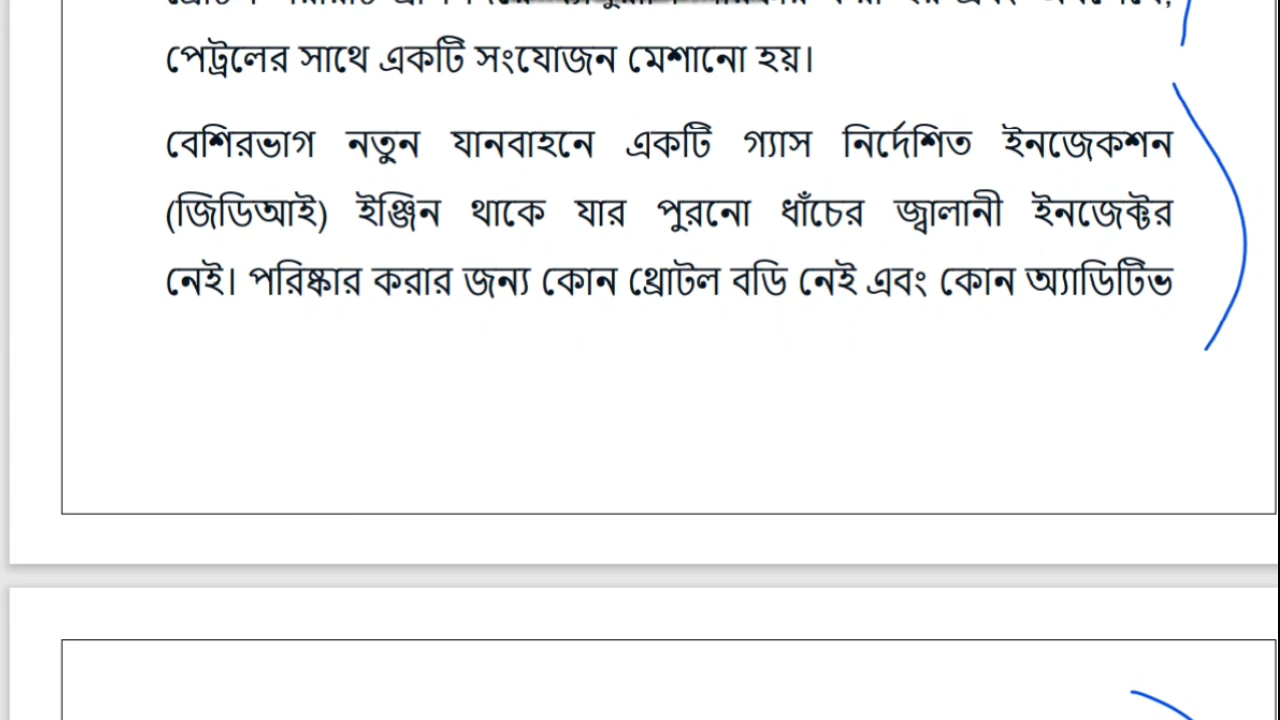 পেট্রলের সাথে একটি সংযোজন মেশানো হয়।
বেশিরভাগ নতুন যানবাহনে একটি গ্যাস নির্দেশিত ইনজেকশন
(জিডিআই) ইঞ্জিন থাকে যার পুরনো ধাঁচের জ্বালানী ইনজেক্টর
নেই। পরিষ্কার করার জন্য কোন থ্রোটল বডি নেই এবং কোন অ্যাডিটিভ